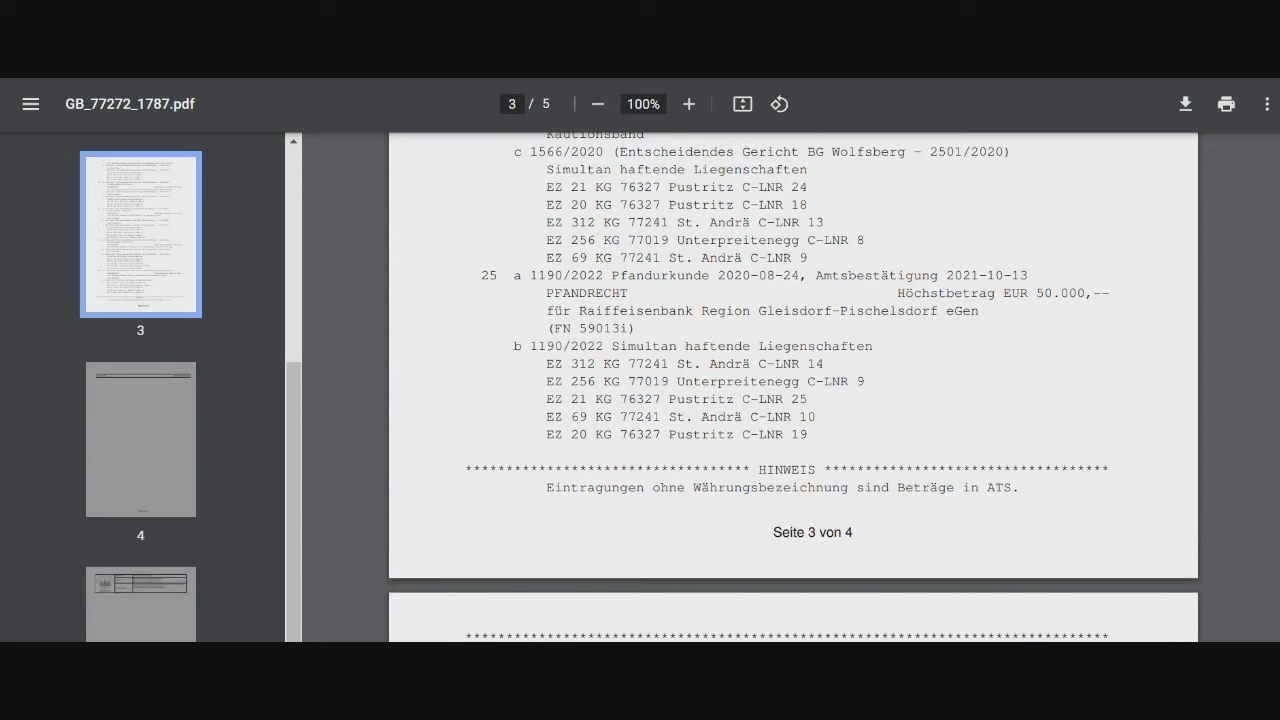 GB_77272_1787.pdf
3 / 5
100%
Kautionsband
c 1566/2020 (Entscheidendes Gericht BG Wolfsberg - 2501/2020)
Simultan haftende Liegenschaften
EZ 21 KG 76327 Pustritz C-LNR 24
EZ 20 KG 76327 Pustritz C-LNR 18
EZ 312 KG 77241 St. Andrä C-LNR 13
EZ 256 KG 77019 Unterpreitenegg C-LNR 8
EZ 69 KG 77241 St. Andrä C-LNR 9
25 a 1190/2022 Pfandurkunde 2020-08-24, Amtsbestätigung 2021-10-13
PFANDRECHT Höchstbetrag EUR 50.000,--
für Raiffeisenbank Region Gleisdorf-Pischelsdorf eGen
(FN 59013i)
b 1190/2022 Simultan haftende Liegenschaften
EZ 312 KG 77241 St. Andrä C-LNR 14
EZ 256 KG 77019 Unterpreitenegg C-LNR 9
EZ 21 KG 76327 Pustritz C-LNR 25
EZ 69 KG 77241 St. Andrä C-LNR 10
EZ 20 KG 76327 Pustritz C-LNR 19
*********************************** HINWEIS ***********************************
Eintragungen ohne Währungsbezeichnung sind Beträge in ATS.
Seite 3 von 4
*******************************************************************************
3
4